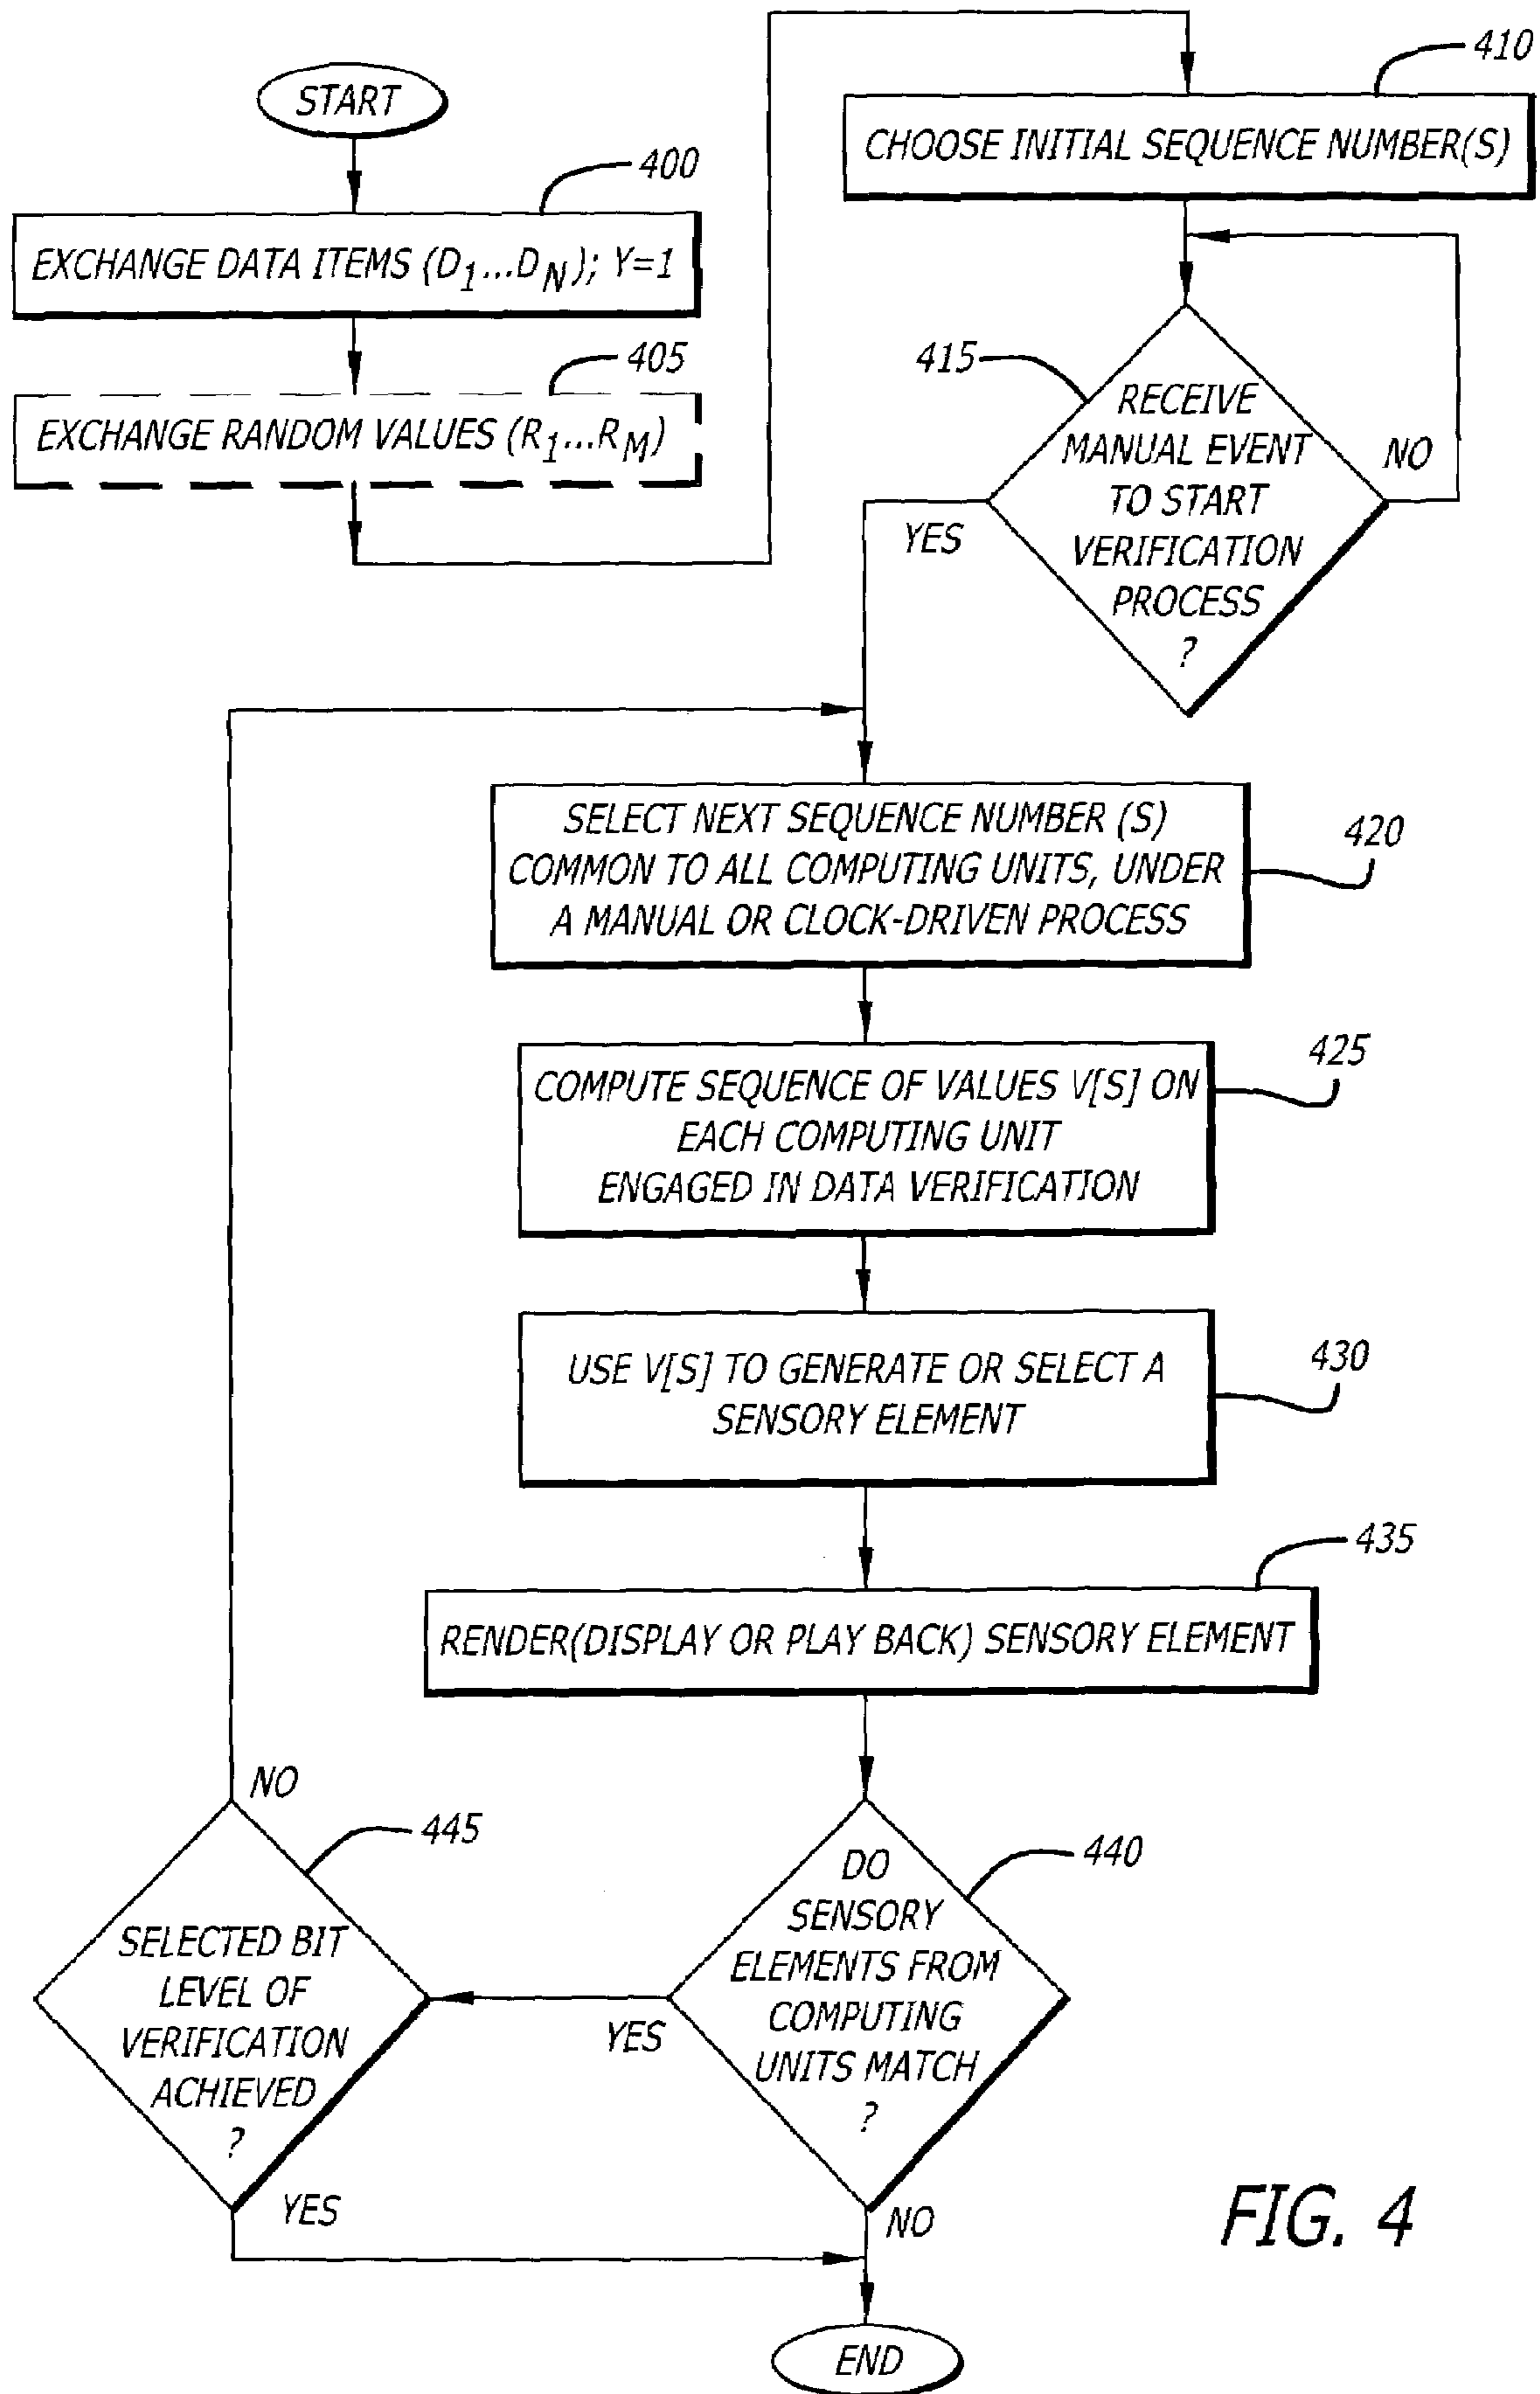 START
400
EXCHANGE DATA ITEMS (D1...DN); Y=1
405
EXCHANGE RANDOM VALUES (R1...RM)
410
CHOOSE INITIAL SEQUENCE NUMBER(S)
415
RECEIVE
MANUAL EVENT
TO START
VERIFICATION
PROCESS
?
NO
YES
SELECT NEXT SEQUENCE NUMBER (S)
COMMON TO ALL COMPUTING UNITS, UNDER
A MANUAL OR CLOCK-DRIVEN PROCESS
420
COMPUTE SEQUENCE OF VALUES V[S] ON
EACH COMPUTING UNIT
ENGAGED IN DATA VERIFICATION
425
USE V[S] TO GENERATE OR SELECT A
SENSORY ELEMENT
430
435
RENDER(DISPLAY OR PLAY BACK) SENSORY ELEMENT
440
DO
SENSORY
ELEMENTS FROM
COMPUTING
UNITS MATCH
?
YES
NO
445
SELECTED BIT
LEVEL OF
VERIFICATION
ACHIEVED
?
NO
YES
END
FIG. 4